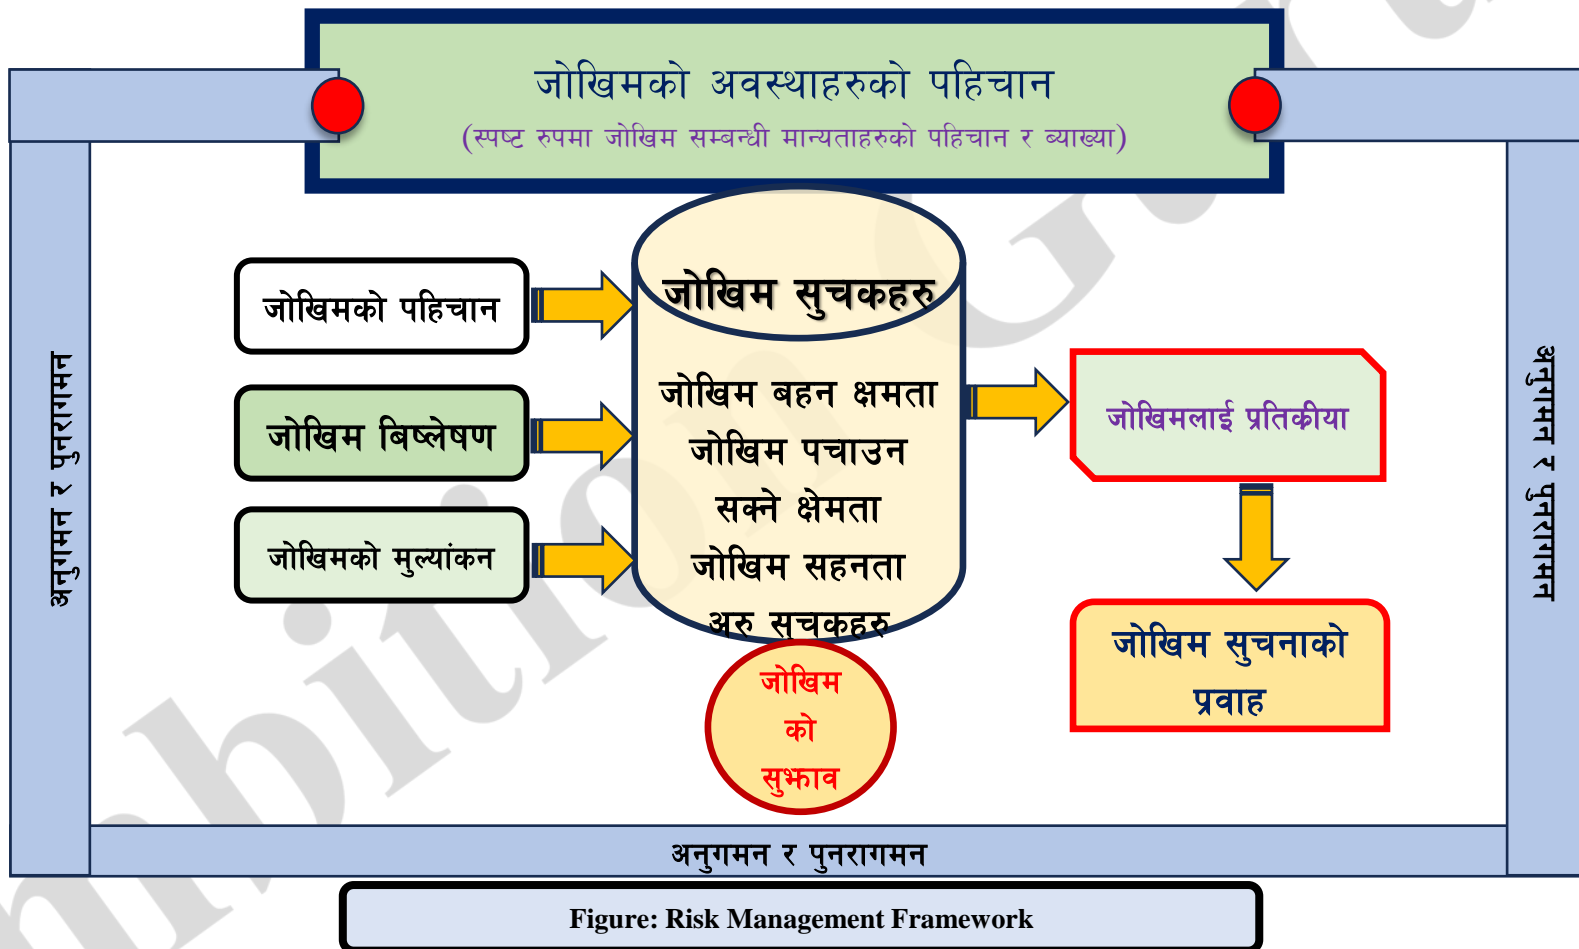 जोखिमको अवस्थाहरुको पहिचान
(स्पष्ट रुपमा जोखिम सम्बन्धी मान्यताहरुको पहिचान र ब्याख्या)
जोखिमको पहिचान
जोखिम बिष्लेषण
जोखिमको मुल्यांकन
जोखिम सुचकहरु
जोखिम बहन क्षमता
जोखिम पचाउन
सक्ने क्षेमता
जोखिम सहनता
अरु सुचकहरु
जोखिम
को
सुझाव
जोखिमलाई प्रतिकीया
जोखिम सुचनाको
प्रवाह
अनुगमन र पुनरागमन
अनुगमन र पुनरागमन
अनुगमन र पुनरागमन
Figure: Risk Management Framework